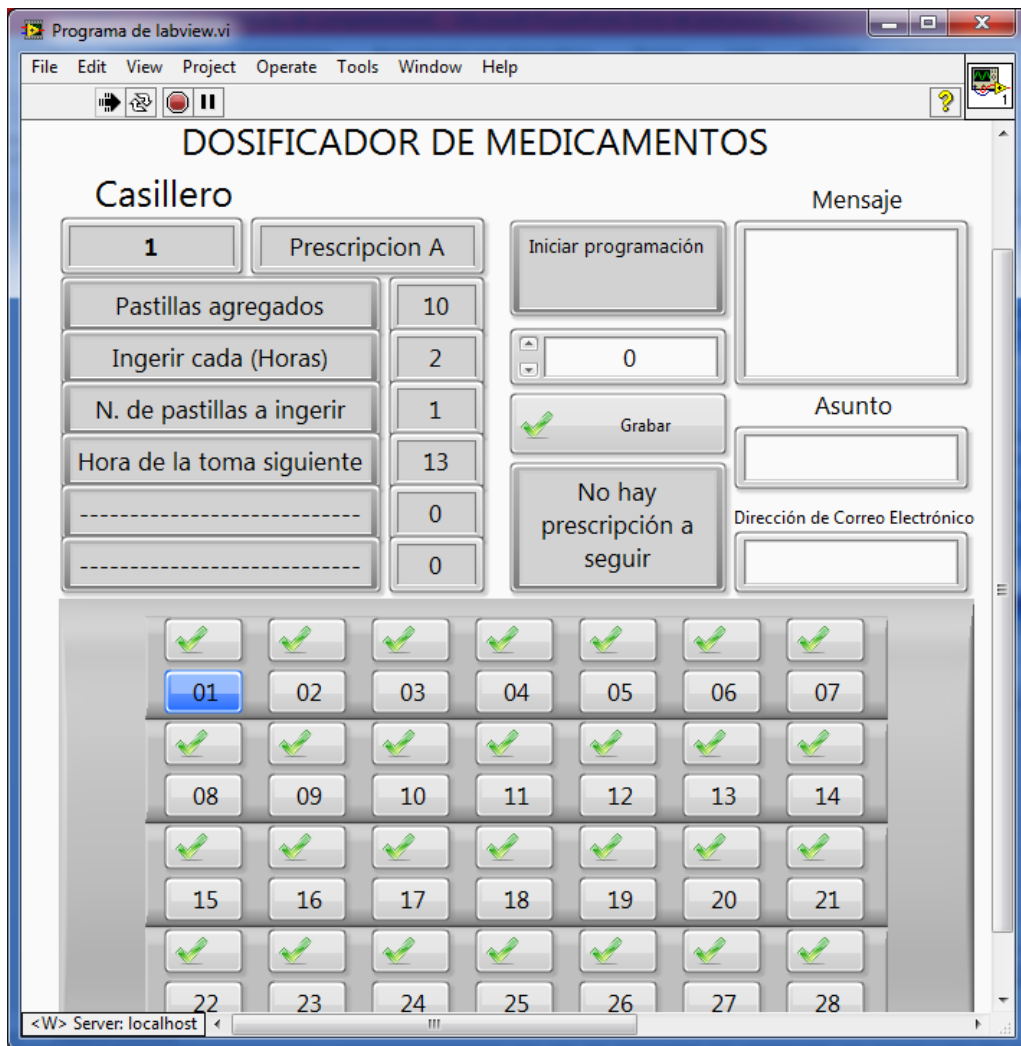 Programa de labview.vi
File Edit View Project Operate Tools Window Help
1
DOSIFICADOR DE MEDICAMENTOS
Casillero
1 Prescripcion A
Pastillas agregados 10
Ingerir cada (Horas) 2
N. de pastillas a ingerir 1
Hora de la toma siguiente 13
---------------------------- 0
---------------------------- 0
Iniciar programación
0
Grabar
No hay
prescripción a
seguir
Mensaje
Asunto
Dirección de Correo Electrónico
01 02 03 04 05 06 07
08 09 10 11 12 13 14
15 16 17 18 19 20 21
22 23 24 25 26 27 28
<W> Server: localhost